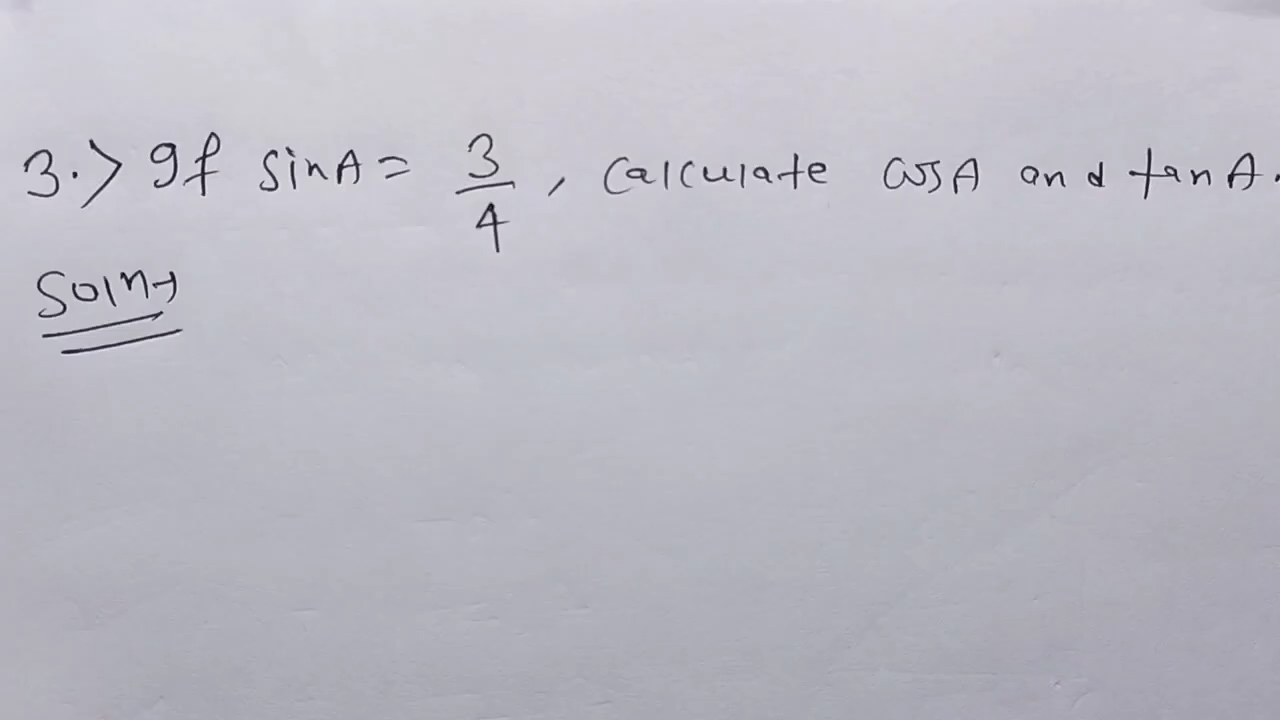 3.> If sinA = 3/4, Calculate cosA and tanA.
Soln→